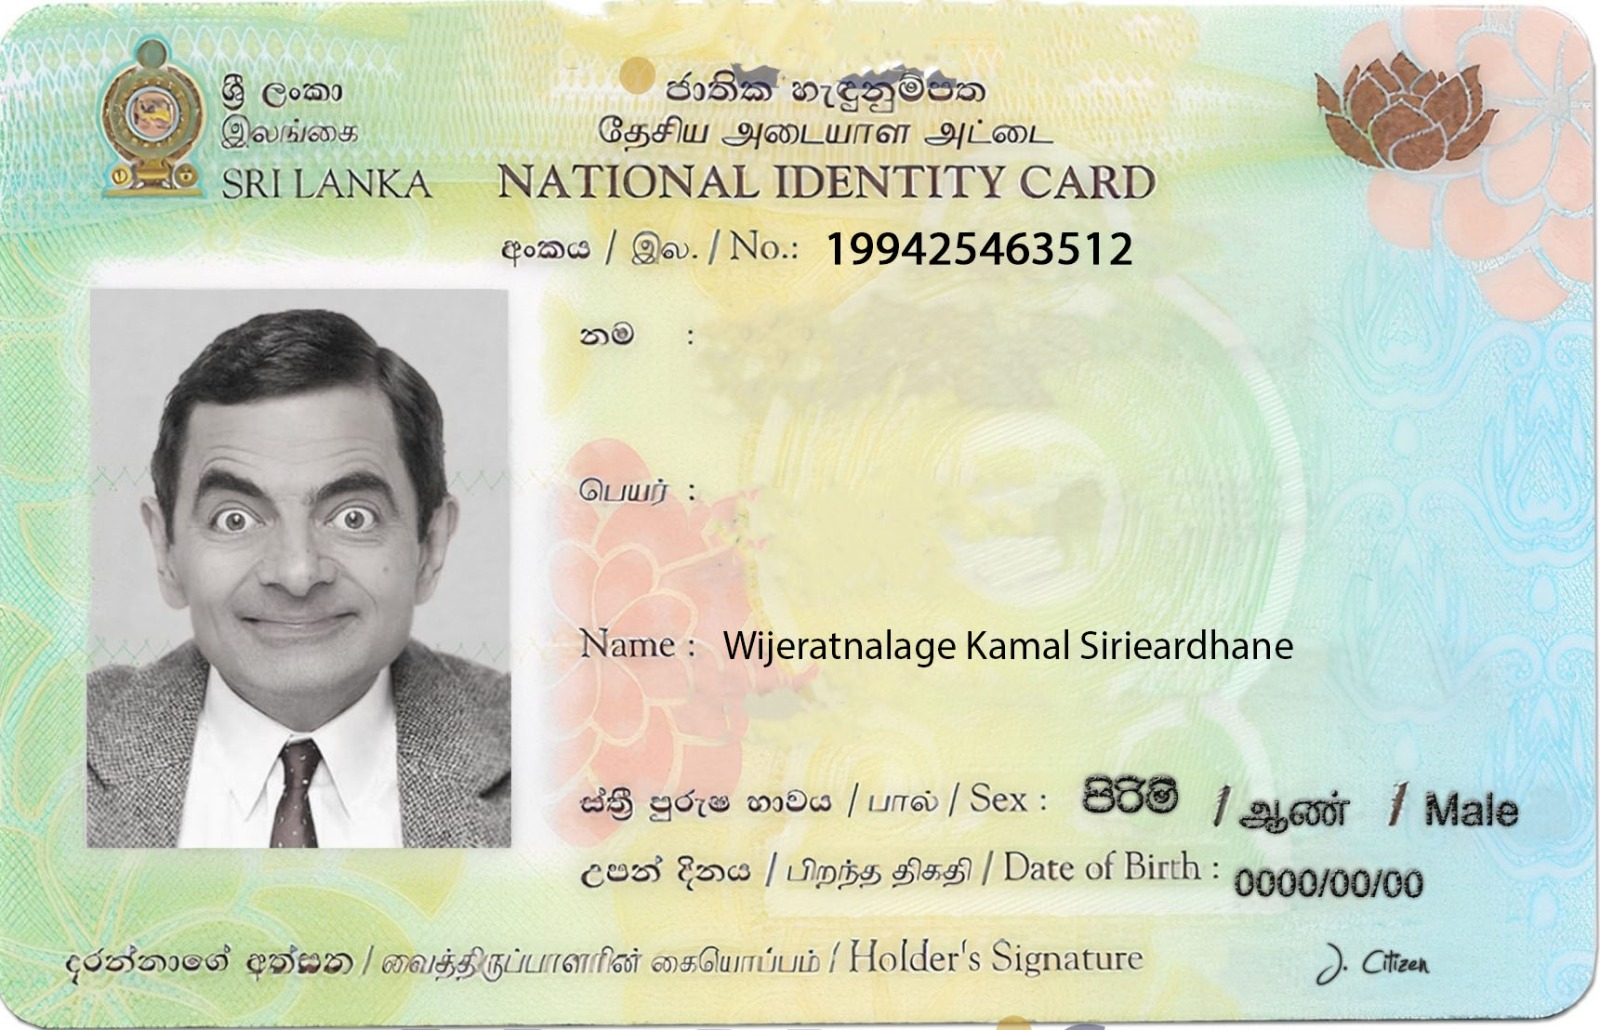 ශ්‍රී ලංකා
இலங்கை
SRI LANKA
ජාතික හැඳුනුම්පත
தேசிய அடையாள அட்டை
NATIONAL IDENTITY CARD
අංකය / இல. / No.: 199425463512
නම :
பெயர் :
Name : Wijeratnalage Kamal Sirieardhane
ස්ත්‍රී පුරුෂ භාවය / பால் / Sex : පිරිමි / ஆண் / Male
උපන් දිනය / பிறந்த திகதி / Date of Birth : 0000/00/00
දරන්නාගේ අත්සන / வைத்திருப்பாளரின் கையொப்பம் / Holder's Signature J. Citizen